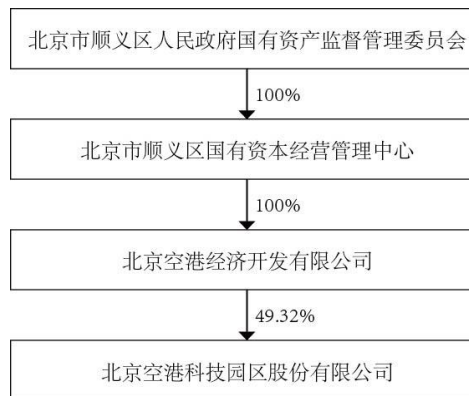 北京市顺义区人民政府国有资产监督管理委员会
100%
北京市顺义区国有资本经营管理中心
100%
北京空港经济开发有限公司
49.32%
北京空港科技园区股份有限公司